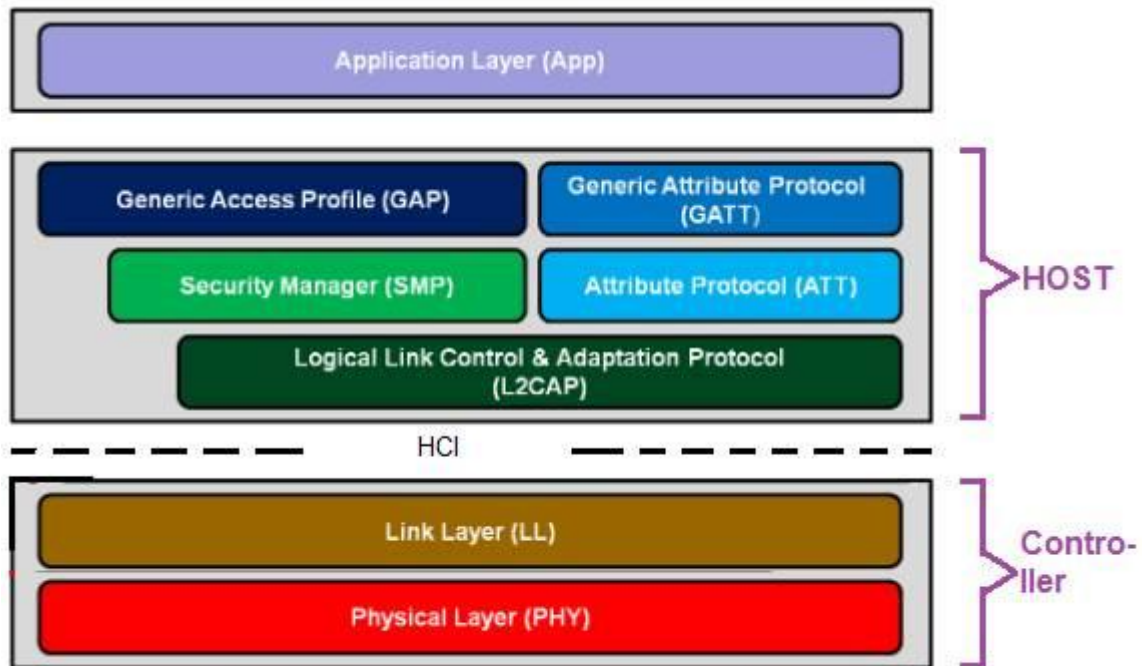 Application Layer (App)
Generic Access Profile (GAP)
Generic Attribute Protocol
(GATT)
Security Manager (SMP)
Attribute Protocol (ATT)
Logical Link Control & Adaptation Protocol
(L2CAP)
HOST
HCI
Link Layer (LL)
Physical Layer (PHY)
Contro-
ller